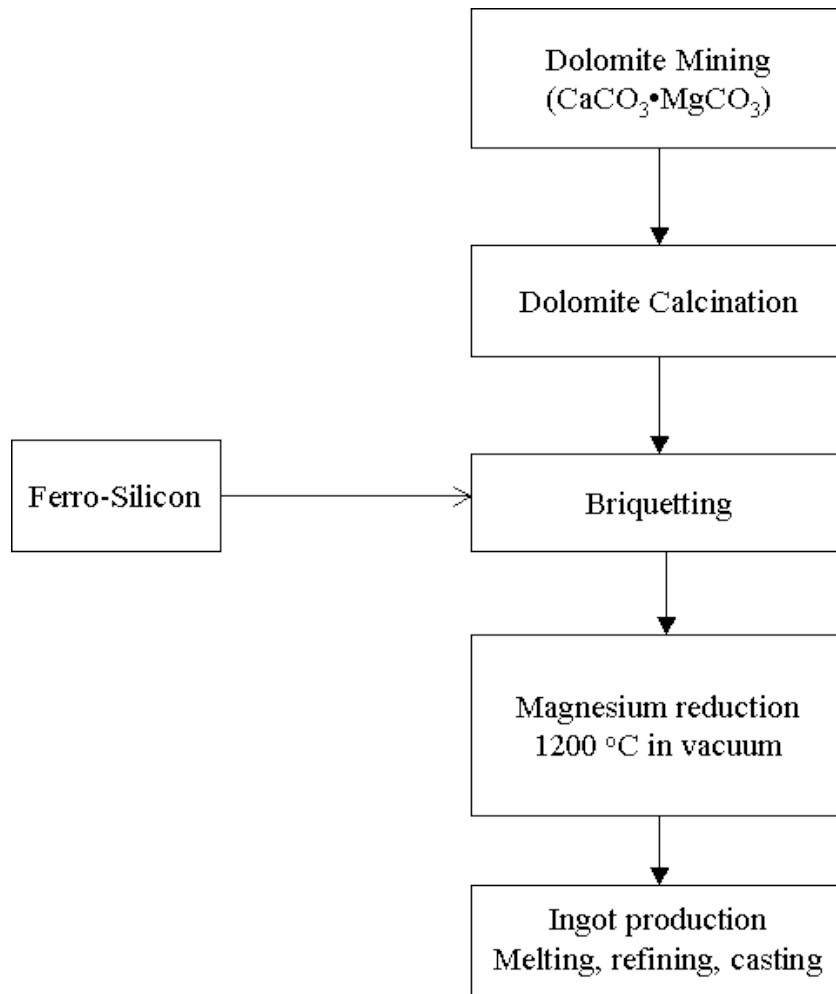 Dolomite Mining
(CaCO₃•MgCO₃)
Dolomite Calcination
Ferro-Silicon
Briquetting
Magnesium reduction
1200 °C in vacuum
Ingot production
Melting, refining, casting